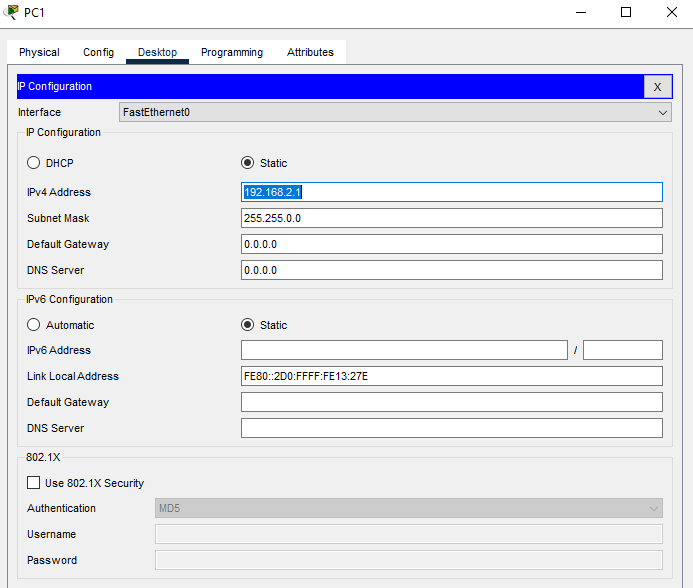 PC1
Physical Config Desktop Programming Attributes
IP Configuration X
Interface FastEthernet0
IP Configuration
DHCP Static
IPv4 Address 192.168.2.1
Subnet Mask 255.255.0.0
Default Gateway 0.0.0.0
DNS Server 0.0.0.0
IPv6 Configuration
Automatic Static
IPv6 Address /
Link Local Address FE80::2D0:FFFF:FE13:27E
Default Gateway
DNS Server
802.1X
Use 802.1X Security
Authentication MD5
Username
Password